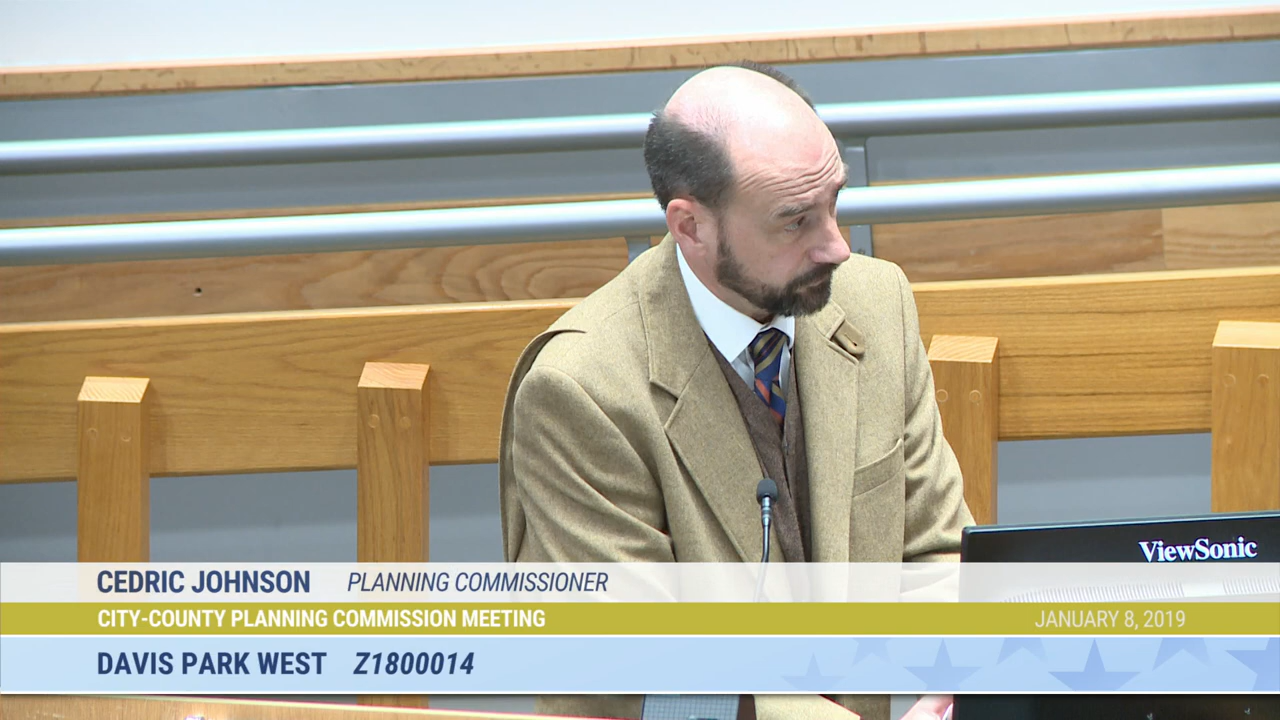 ViewSonic
CEDRIC JOHNSON PLANNING COMMISSIONER
CITY-COUNTY PLANNING COMMISSION MEETING JANUARY 8, 2019
DAVIS PARK WEST Z1800014